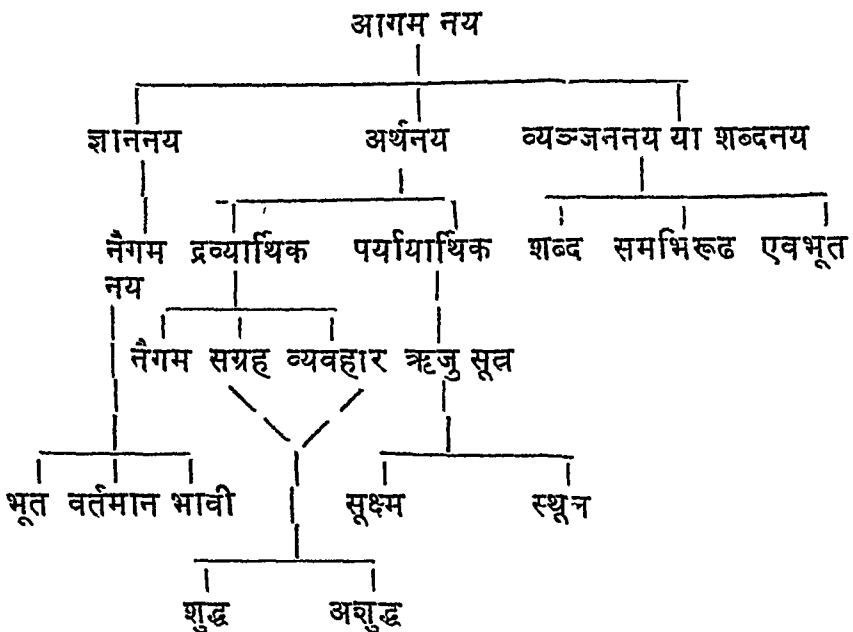 आगम नय
ज्ञाननय अर्थनय व्यञ्जननय या शब्दनय
नैगम द्रव्यार्थिक पर्यायार्थिक शब्द समभिरूढ एवभूत
नय
नैगम सग्रह व्यवहार ऋजु सूत्र
भूत वर्तमान भावी सूक्ष्म स्थूल
शुद्ध अशुद्ध